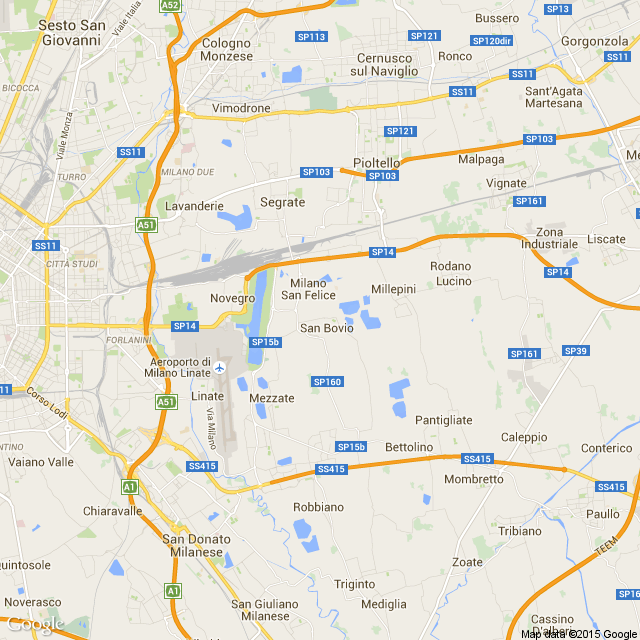 A52
SP13
Sesto San
Giovanni
Viale Italia
Bussero
SP113
SP121
SP120dir
Gorgonzola
Cologno
Monzese
Cernusco
sul Naviglio
Ronco
SS11
SS11
BICOCCA
Sant'Agata
Martesana
SS11
Vimodrone
Viale Monza
SP121
SP103
SS11
Pioltello
Malpaga
TURRO
MILANO DUE
SP103
SP103
Vignate
Lavanderie
Segrate
SP161
A51
SS11
Zona
Industriale
Liscate
SP14
CITTÀ STUDI
Rodano
Lucino
SP14
Milano
San Felice
Millepini
Novegro
SP14
San Bovio
FORLANINI
SP15b
SP161
SP39
Aeroporto di
Milano Linate
SP160
Corso Lodi
Linate
Mezzate
A51
Via Milano
Pantigliate
Caleppio
SP15b
Bettolino
Conterico
Vaiano Valle
SS415
SS415
SS415
Mombretto
SS415
A1
Chiaravalle
Robbiano
Paullo
Tribiano
San Donato
Milanese
TEEM
Zoate
Triginto
A1
Noverasco
San Giuliano
Milanese
Mediglia
Cassino
D'alberi
Google
Map data ©2015 Google